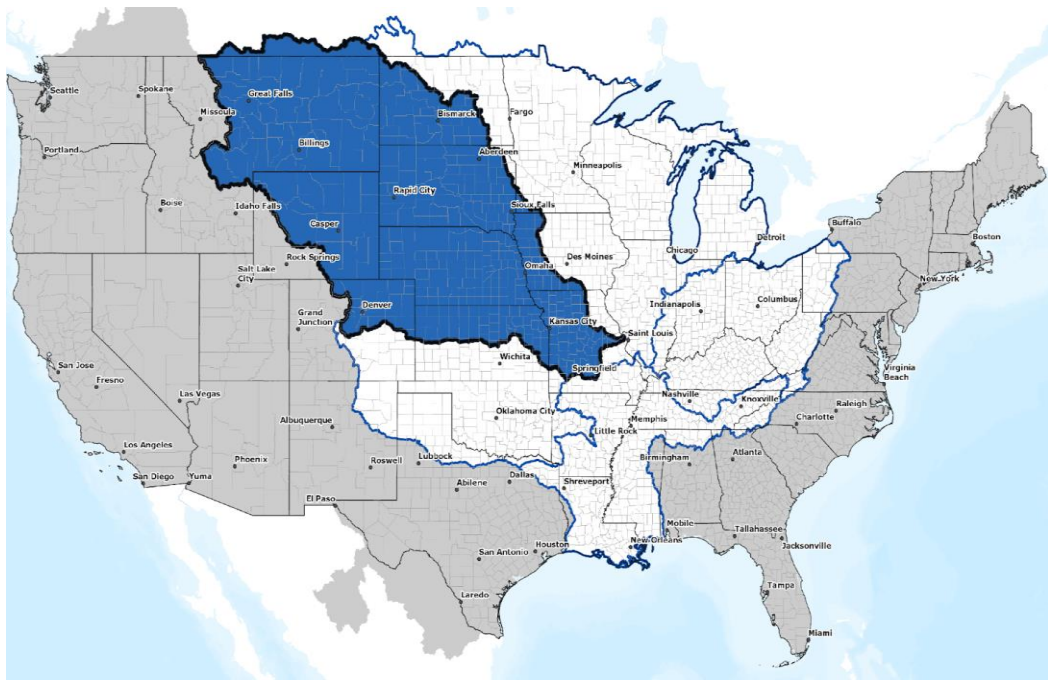 Seattle
Spokane
Great Falls
Missoula
Bismarck
Fargo
Portland
Billings
Aberdeen
Minneapolis
Rapid City
Boise
Idaho Falls
Sioux Falls
Casper
Buffalo
Detroit
Boston
Rock Springs
Chicago
Omaha
Des Moines
Salt Lake
City
New York
Denver
Indianapolis
Columbus
Grand
Junction
Kansas City
Saint Louis
Wichita
San Jose
Springfield
Virginia
Beach
Fresno
Las Vegas
Nashville
Knoxville
Raleigh
Oklahoma City
Memphis
Charlotte
Albuquerque
Little Rock
Los Angeles
Birmingham
Atlanta
Phoenix
Roswell
Lubbock
San Diego
Yuma
Dallas
Abilene
Shreveport
El Paso
Mobile
Tallahassee
New Orleans
Jacksonville
Houston
San Antonio
Tampa
Laredo
Miami